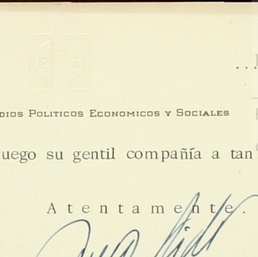 ...
DIOS POLITICOS ECONOMICOS Y SOCIALES
uego su gentil compañía a tan
Atentamente.